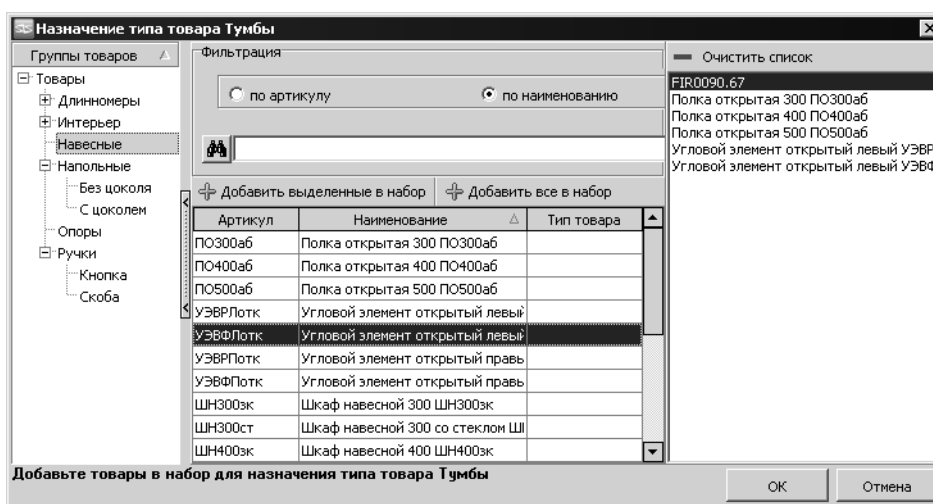 Назначение типа товара Тумбы
Группы товаров
Товары
Длинномеры
Интерьер
Навесные
Напольные
Без цоколя
С цоколем
Опоры
Ручки
Кнопка
Скоба
Фильтрация
по артикулу
по наименованию
Добавить выделенные в набор
Добавить все в набор
Артикул Наименование Тип товара
ПО300аб Полка открытая 300 ПО300аб
ПО400аб Полка открытая 400 ПО400аб
ПО500аб Полка открытая 500 ПО500аб
УЭВРЛотк Угловой элемент открытый левый
УЭВФЛотк Угловой элемент открытый левый
УЭВРПотк Угловой элемент открытый правы
УЭВФПотк Угловой элемент открытый правы
ШН300зк Шкаф навесной 300 ШН300зк
ШН300ст Шкаф навесной 300 со стеклом Ш
ШН400зк Шкаф навесной 400 ШН400зк
Очистить список
FIR0090.67
Полка открытая 300 ПО300аб
Полка открытая 400 ПО400аб
Полка открытая 500 ПО500аб
Угловой элемент открытый левый УЭВР
Угловой элемент открытый левый УЭВФ
Добавьте товары в набор для назначения типа товара Тумбы
ОК
Отмена